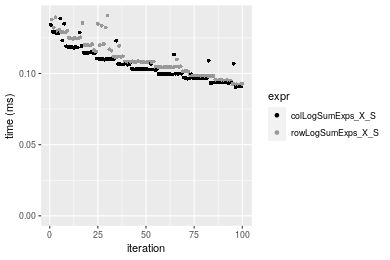 0.10
0.05
0.00
time (ms)
0
25
50
75
100
iteration
expr
colLogSumExps_X_S
rowLogSumExps_X_S